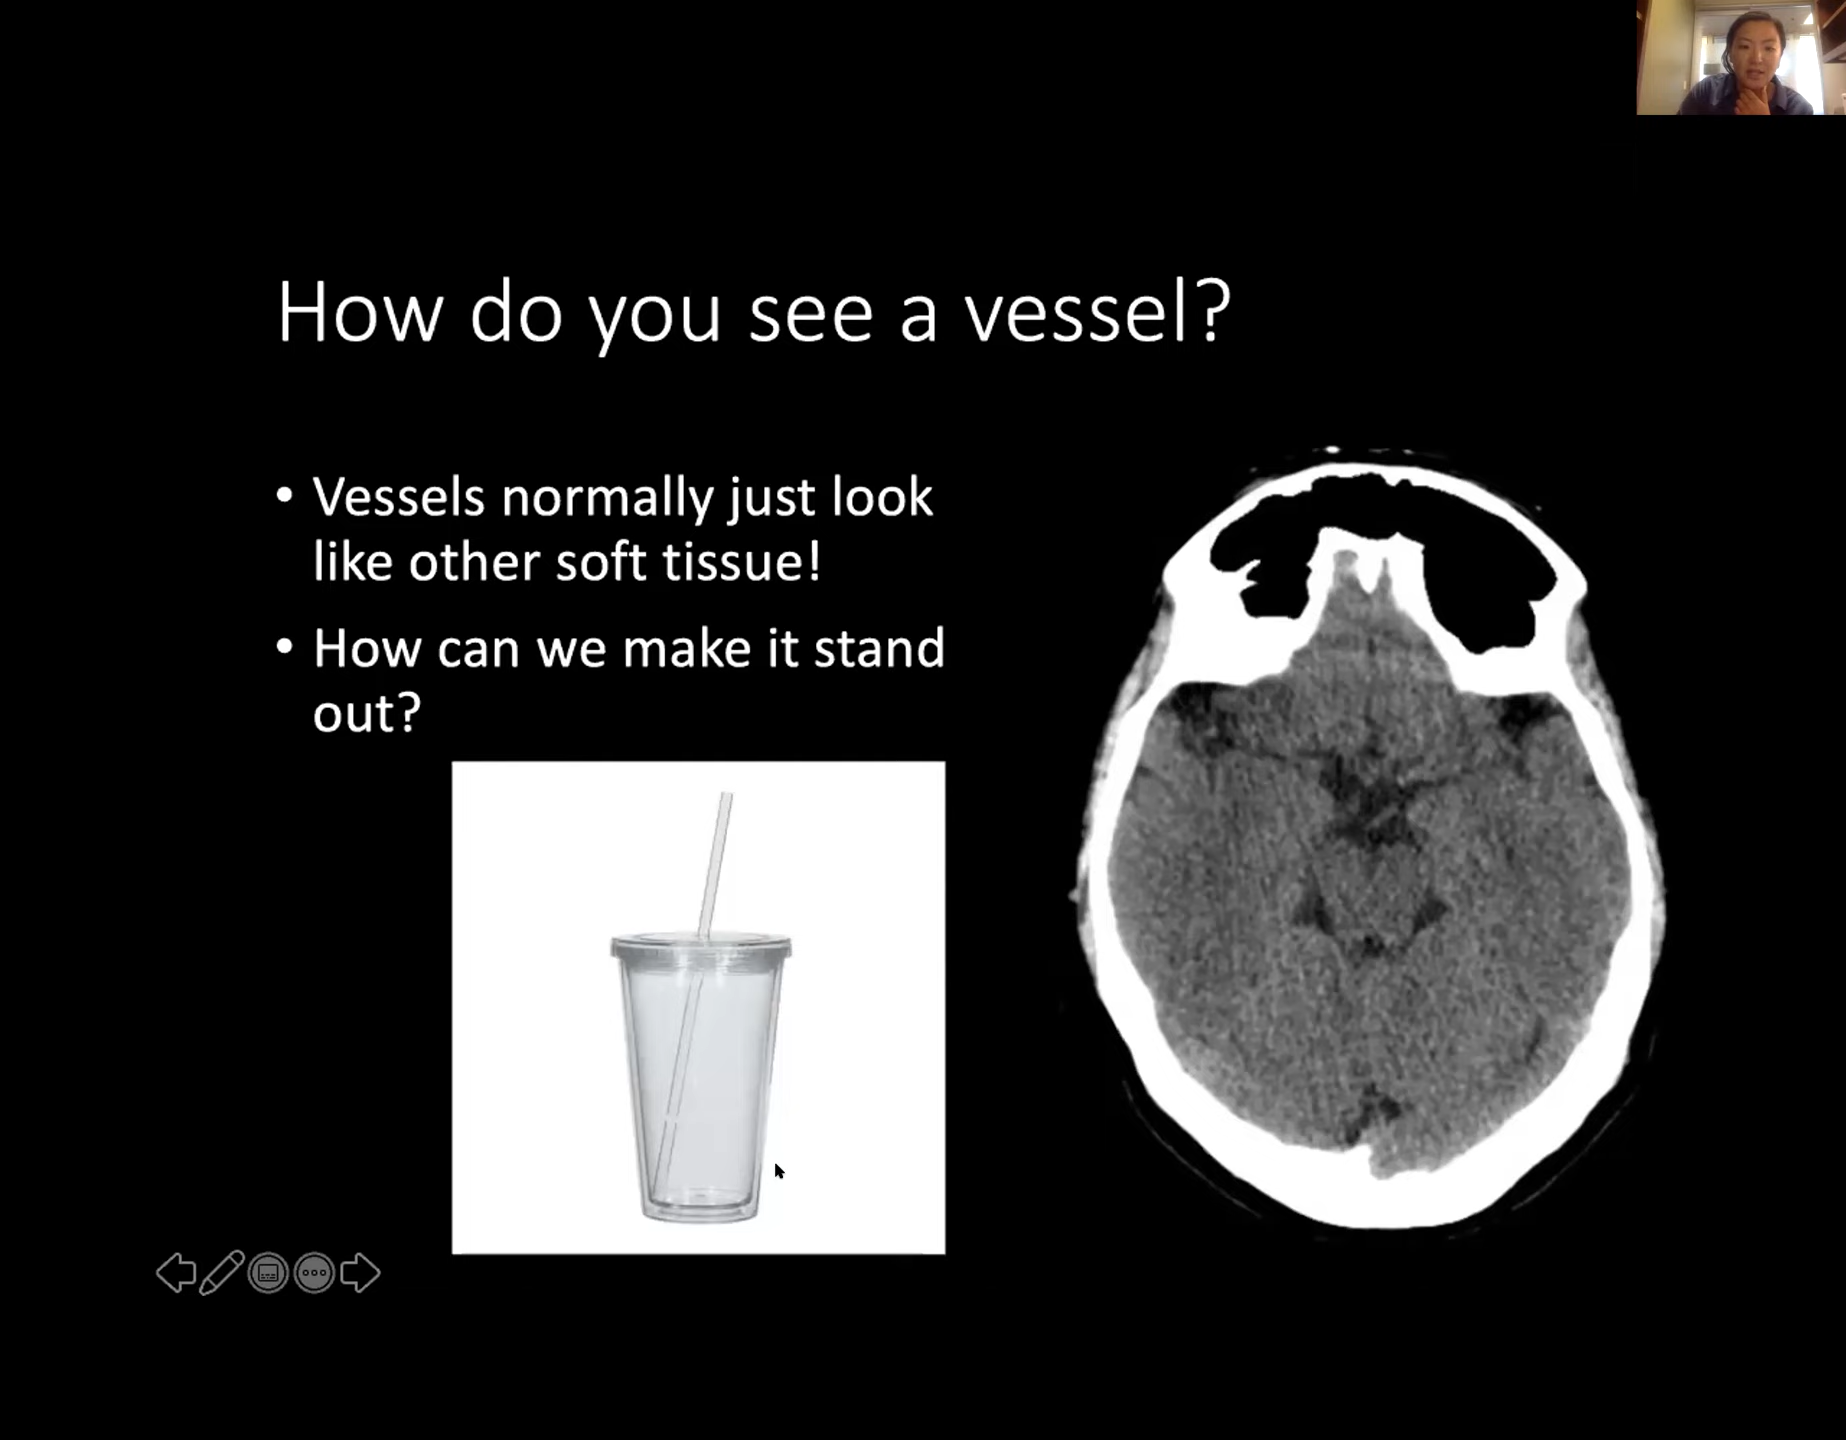 How do you see a vessel?
• Vessels normally just look
like other soft tissue!
• How can we make it stand
out?